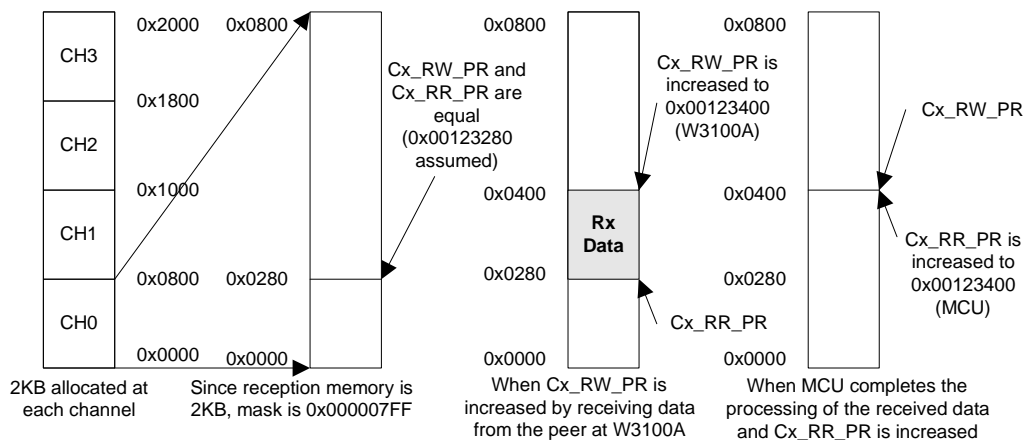 0x2000
0x1800
0x1000
0x0800
0x0000
CH3
CH2
CH1
CH0
2KB allocated at
each channel
0x0800
0x0280
0x0000
Cx_RW_PR and
Cx_RR_PR are
equal
(0x00123280
assumed)
Since reception memory is
2KB, mask is 0x000007FF
0x0800
0x0400
0x0280
0x0000
Rx
Data
Cx_RW_PR is
increased to
0x00123400
(W3100A)
Cx_RR_PR
When Cx_RW_PR is
increased by receiving data
from the peer at W3100A
0x0800
0x0400
0x0280
0x0000
Cx_RW_PR
Cx_RR_PR is
increased to
0x00123400
(MCU)
When MCU completes the
processing of the received data
and Cx_RR_PR is increased